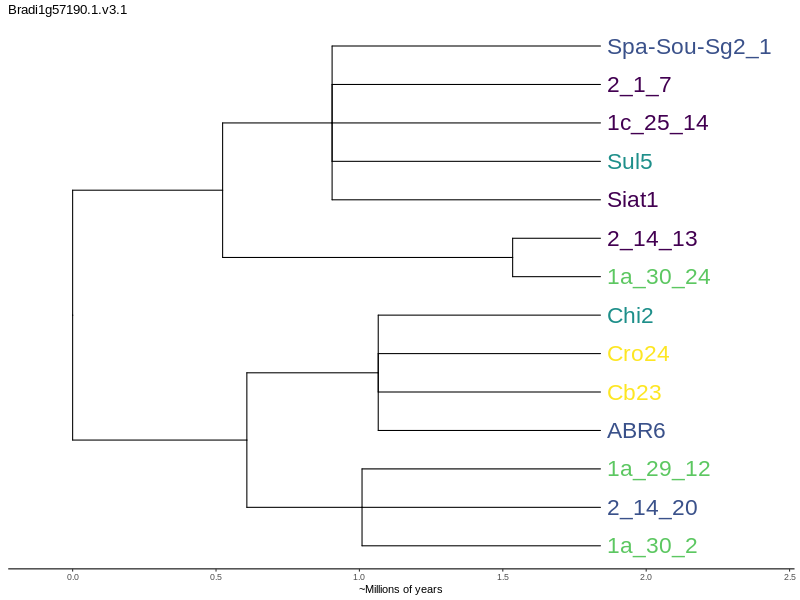 Bradi1g57190.1.v3.1
Spa-Sou-Sg2_1
2_1_7
1c_25_14
Sul5
Siat1
2_14_13
1a_30_24
Chi2
Cro24
Cb23
ABR6
1a_29_12
2_14_20
1a_30_2
0.0 0.5 1.0 1.5 2.0 2.5
~Millions of years